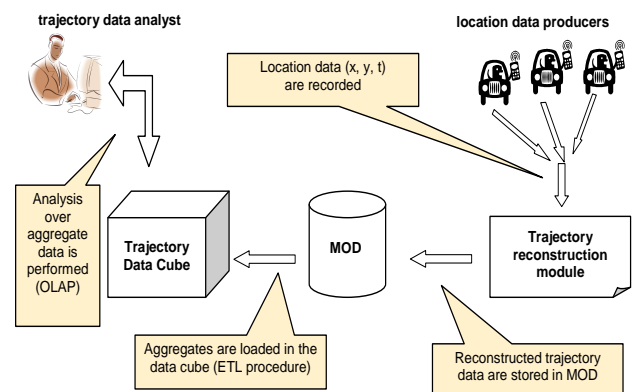 trajectory data analyst
location data producers
Location data (x, y, t)
are recorded
Analysis
over
aggregate
data is
performed
(OLAP)
Trajectory
Data Cube
MOD
Trajectory
reconstruction
module
Aggregates are loaded in the
data cube (ETL procedure)
Reconstructed trajectory
data are stored in MOD